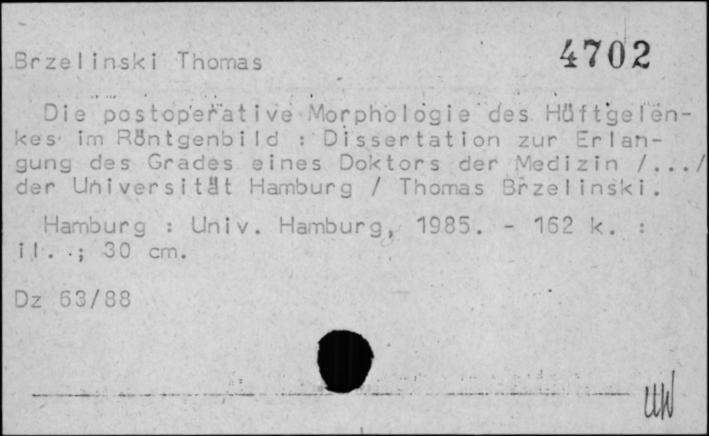 4702
Brzelinski Thomas
Die postoperative Morphologie des Hüftgelen-
kes im Röntgenbild : Dissertation zur Erlan-
gung des Grades eines Doktors der Medizin /.../
der Universität Hamburg / Thomas Brzelinski.
Hamburg : Univ. Hamburg, 1985. - 162 k. :
il. ; 30 cm.
Dz 63/88